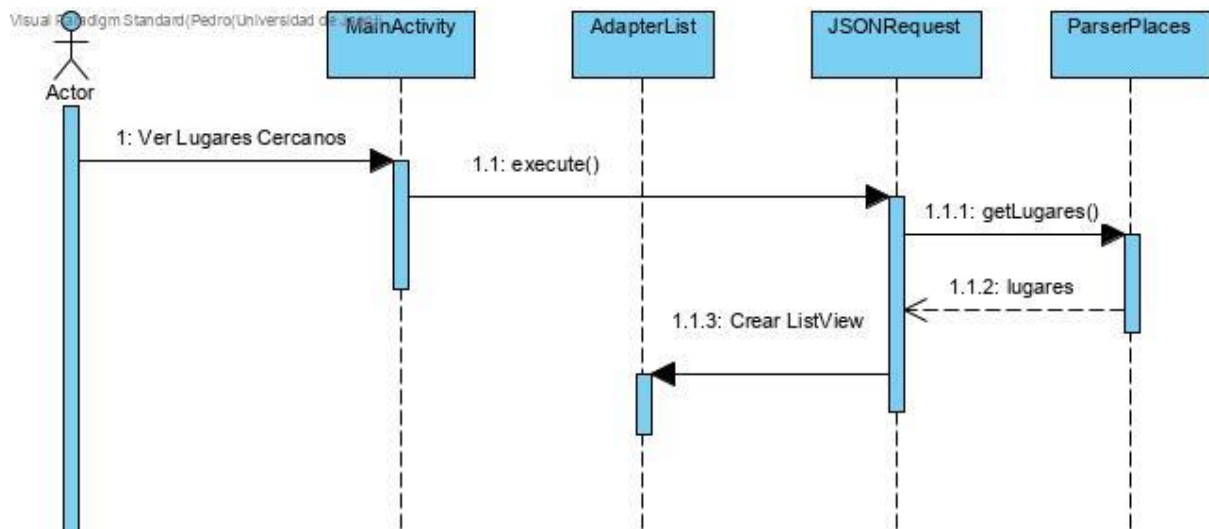 Visual Paradigm Standard(Pedro(Universidad de
MainActivity
AdapterList
JSONRequest
ParserPlaces
Actor
1: Ver Lugares Cercanos
1.1: execute()
1.1.1: getLugares()
1.1.2: lugares
1.1.3: Crear ListView